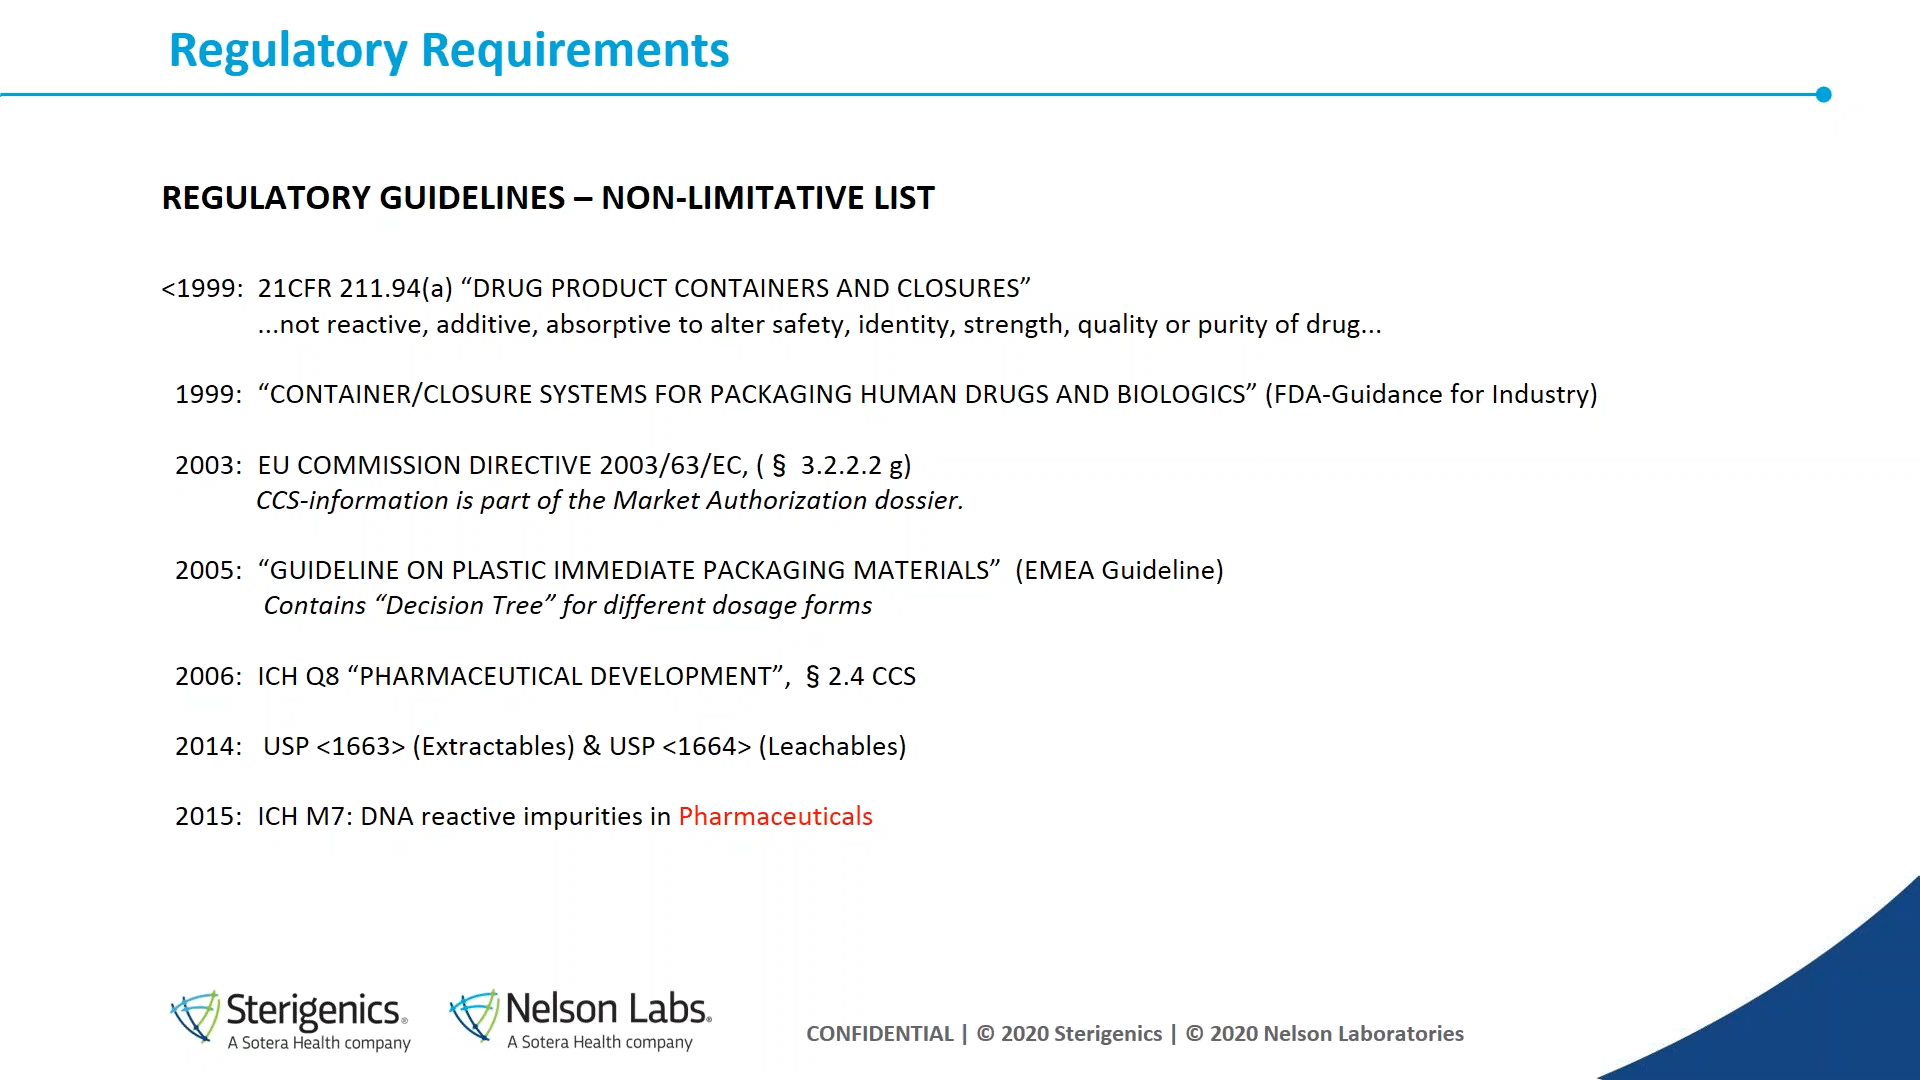 Regulatory Requirements
REGULATORY GUIDELINES – NON-LIMITATIVE LIST
<1999: 21CFR 211.94(a) “DRUG PRODUCT CONTAINERS AND CLOSURES”
...not reactive, additive, absorptive to alter safety, identity, strength, quality or purity of drug...
1999: “CONTAINER/CLOSURE SYSTEMS FOR PACKAGING HUMAN DRUGS AND BIOLOGICS” (FDA-Guidance for Industry)
2003: EU COMMISSION DIRECTIVE 2003/63/EC, ( § 3.2.2.2 g)
CCS-information is part of the Market Authorization dossier.
2005: “GUIDELINE ON PLASTIC IMMEDIATE PACKAGING MATERIALS” (EMEA Guideline)
Contains “Decision Tree” for different dosage forms
2006: ICH Q8 “PHARMACEUTICAL DEVELOPMENT”, § 2.4 CCS
2014: USP <1663> (Extractables) & USP <1664> (Leachables)
2015: ICH M7: DNA reactive impurities in Pharmaceuticals
Sterigenics®
A Sotera Health company
Nelson Labs®
A Sotera Health company
CONFIDENTIAL | © 2020 Sterigenics | © 2020 Nelson Laboratories